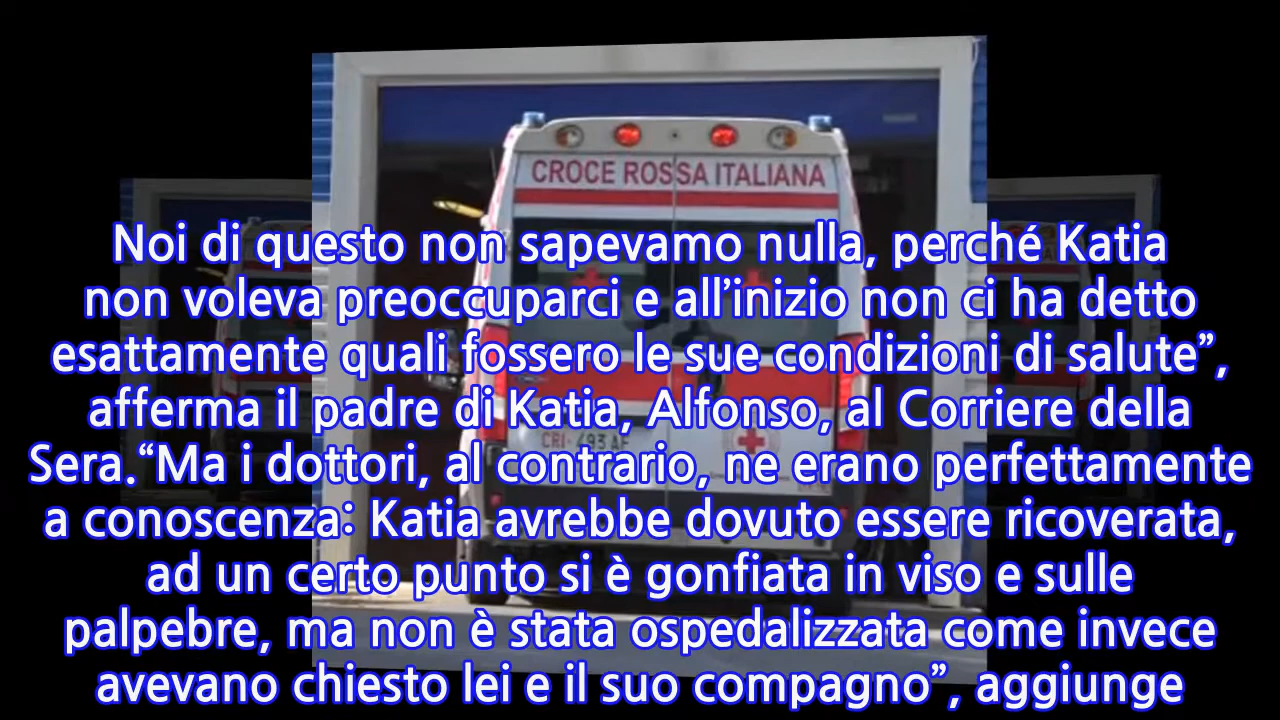 CROCE ROSSA ITALIANA
Noi di questo non sapevamo nulla, perché Katia
non voleva preoccuparci e all’inizio non ci ha detto
esattamente quali fossero le sue condizioni di salute”,
afferma il padre di Katia, Alfonso, al Corriere della
Sera.“Ma i dottori, al contrario, ne erano perfettamente
a conoscenza: Katia avrebbe dovuto essere ricoverata,
ad un certo punto si è gonfiata in viso e sulle
palpebre, ma non è stata ospedalizzata come invece
avevano chiesto lei e il suo compagno”, aggiunge